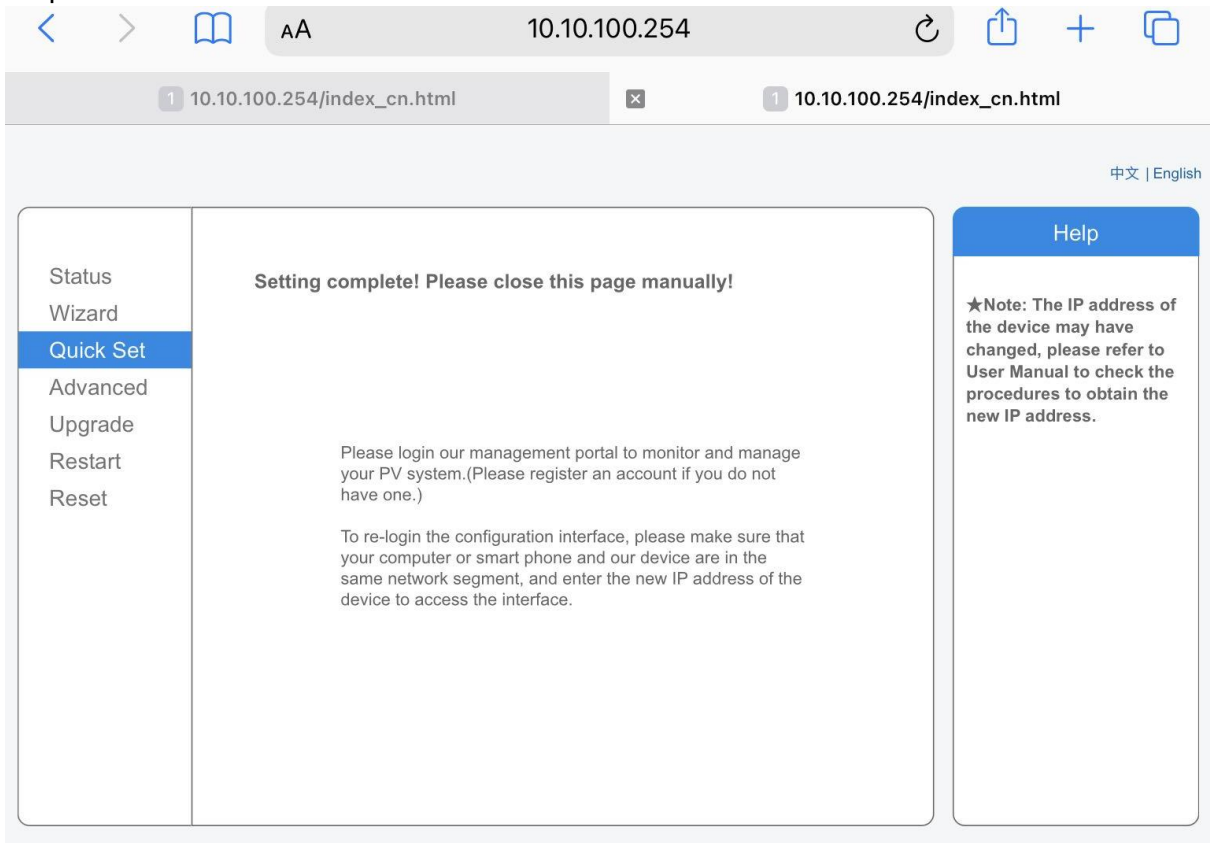 AA
10.10.100.254
1 10.10.100.254/index_cn.html
1 10.10.100.254/index_cn.html
中文 | English
Status
Wizard
Quick Set
Advanced
Upgrade
Restart
Reset
Setting complete! Please close this page manually!
Please login our management portal to monitor and manage
your PV system.(Please register an account if you do not
have one.)
To re-login the configuration interface, please make sure that
your computer or smart phone and our device are in the
same network segment, and enter the new IP address of the
device to access the interface.
Help
★Note: The IP address of
the device may have
changed, please refer to
User Manual to check the
procedures to obtain the
new IP address.